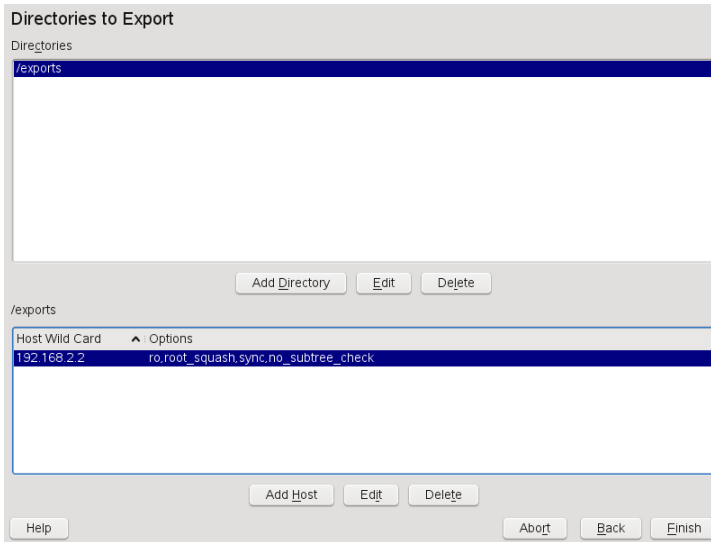 Directories to Export
Directories
/exports
Add Directory Edit Delete
/exports
Host Wild Card Options
192.168.2.2 ro,root_squash,sync,no_subtree_check
Add Host Edit Delete
Help Abort Back Finish